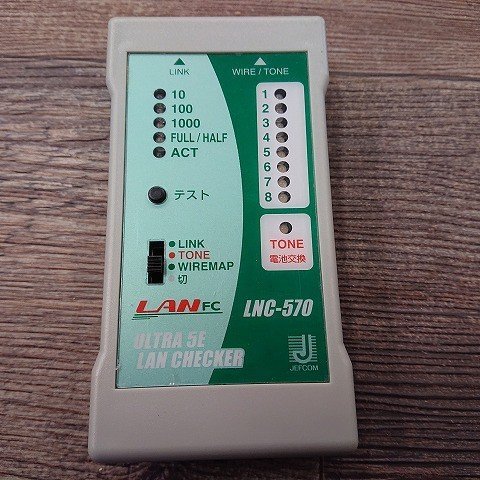 LINK
WIRE / TONE
10
100
1000
FULL / HALF
ACT
1
2
3
4
5
6
7
8
テスト
LINK
TONE
WIREMAP
切
TONE
電池交換
LAN FC
LNC-570
ULTRA 5E
LAN CHECKER
JEFCOM